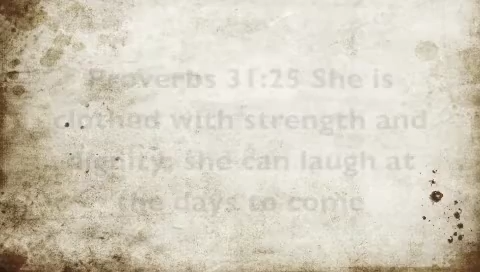 Proverbs 31:25 She is
clothed with strength and
dignity; she can laugh at
the days to come